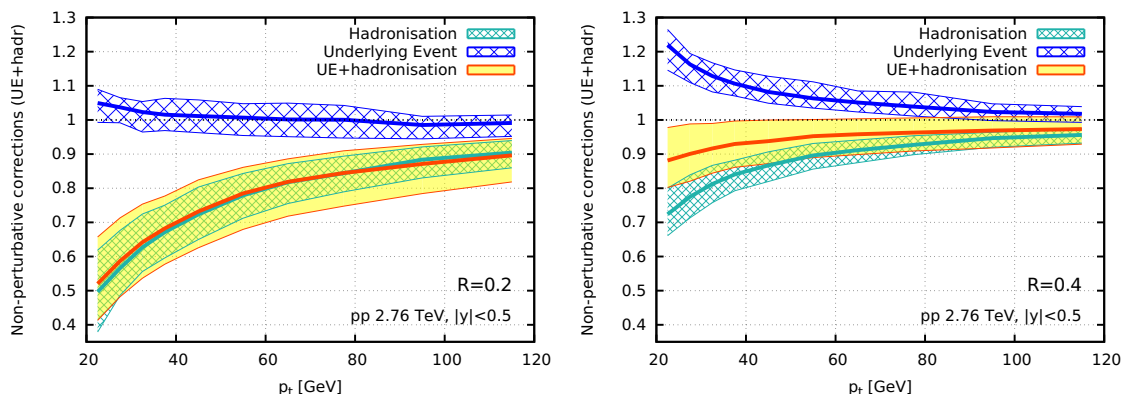 Non-perturbative corrections (UE+hadr)
1.3
1.2
1.1
1
0.9
0.8
0.7
0.6
0.5
0.4
Hadronisation
Underlying Event
UE+hadronisation
R=0.2
pp 2.76 TeV, |y|<0.5
20 40 60 80 100 120
pₜ [GeV]
Non-perturbative corrections (UE+hadr)
1.3
1.2
1.1
1
0.9
0.8
0.7
0.6
0.5
0.4
Hadronisation
Underlying Event
UE+hadronisation
R=0.4
pp 2.76 TeV, |y|<0.5
20 40 60 80 100 120
pₜ [GeV]